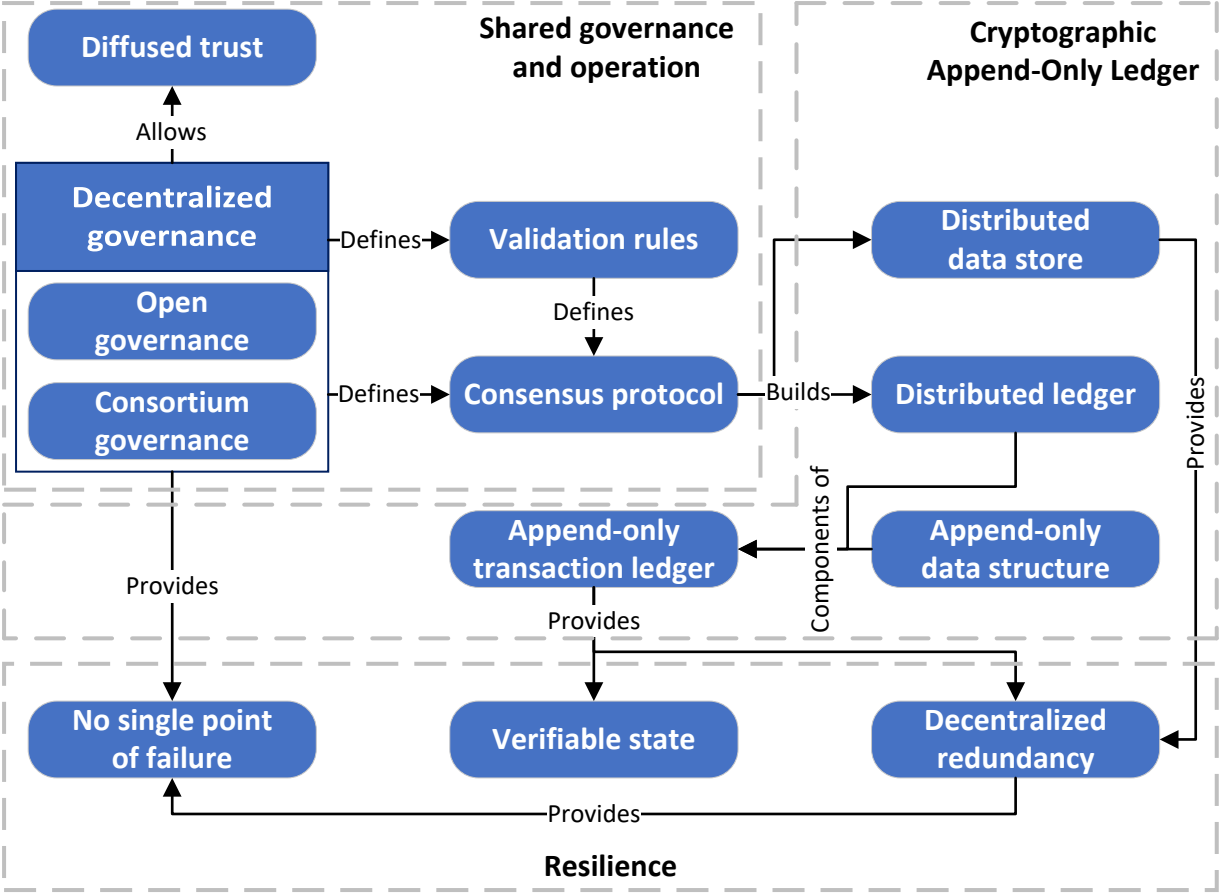 Diffused trust
Shared governance
and operation
Cryptographic
Append-Only Ledger
Allows
Decentralized
governance
Defines
Validation rules
Distributed
data store
Open
governance
Defines
Consortium
governance
Defines
Consensus protocol
Builds
Distributed ledger
Provides
Components of
Append-only
transaction ledger
Append-only
data structure
Provides
Provides
No single point
of failure
Verifiable state
Decentralized
redundancy
Provides
Resilience